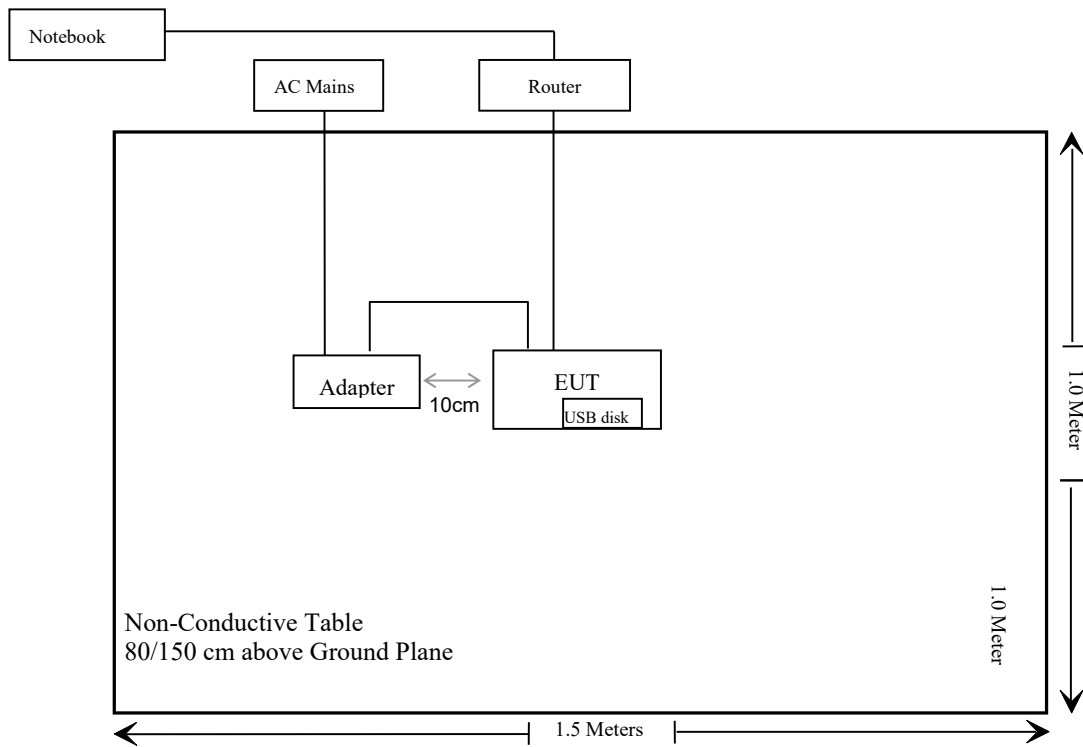 Notebook
AC Mains
Router
Adapter
10cm
EUT
USB disk
1.0 Meter
1.0 Meter
Non-Conductive Table
80/150 cm above Ground Plane
1.5 Meters